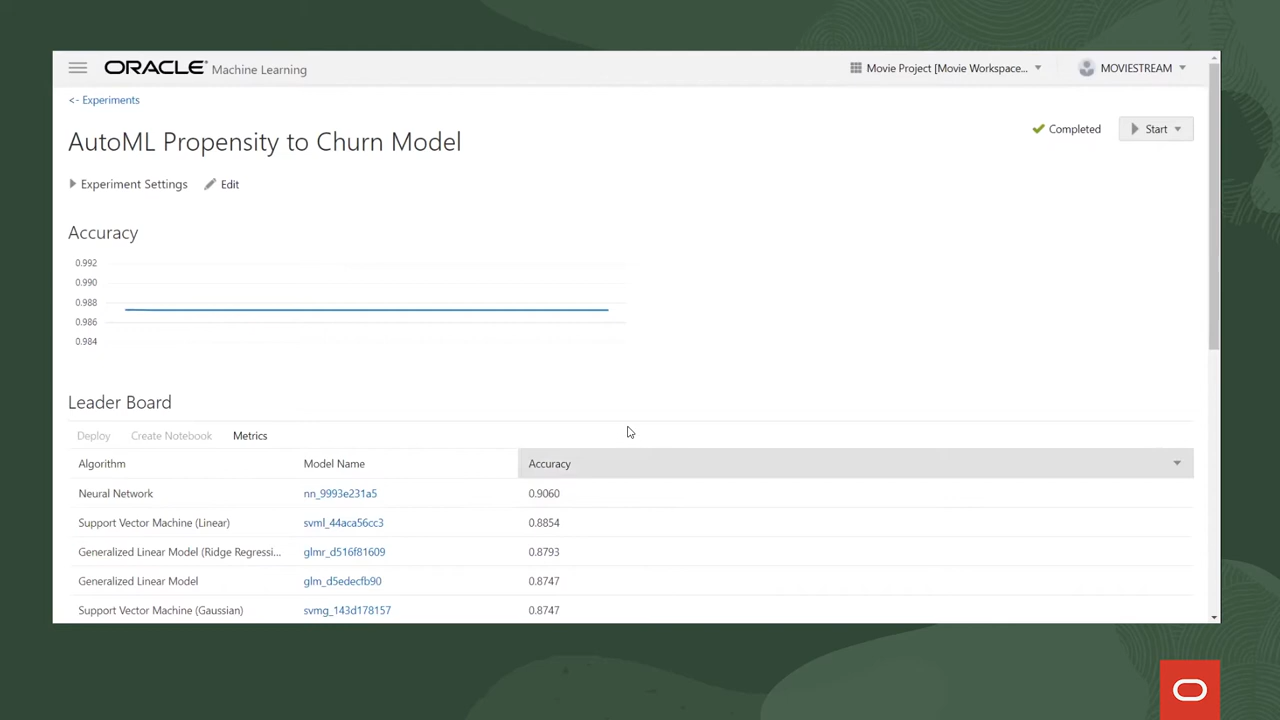 ORACLE Machine Learning
Movie Project [Movie Workspace...
MOVIESTREAM
<- Experiments
AutoML Propensity to Churn Model
Completed
Start
Experiment Settings
Edit
Accuracy
0.992
0.990
0.988
0.986
0.984
Leader Board
Deploy Create Notebook Metrics
Algorithm Model Name Accuracy
Neural Network nn_9993e231a5 0.9060
Support Vector Machine (Linear) svml_44aca56cc3 0.8854
Generalized Linear Model (Ridge Regressi... glmr_d516f81609 0.8793
Generalized Linear Model glm_d5edecfb90 0.8747
Support Vector Machine (Gaussian) svmg_143d178157 0.8747